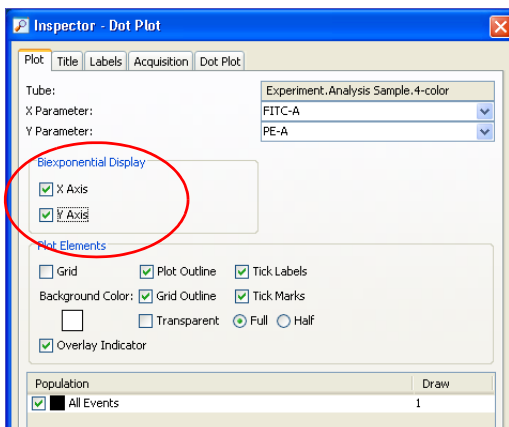 Inspector - Dot Plot
Plot Title Labels Acquisition Dot Plot
Tube: Experiment.Analysis Sample.4-color
X Parameter: FITC-A
Y Parameter: PE-A
Biexponential Display
X Axis
Y Axis
Plot Elements
Grid Plot Outline Tick Labels
Background Color: Grid Outline Tick Marks
Transparent Full Half
Overlay Indicator
Population Draw
All Events 1